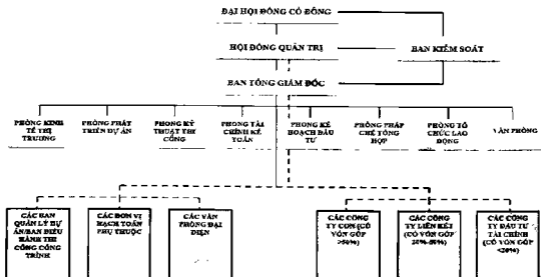 ĐẠI HỘI ĐỒNG CỔ ĐÔNG
HỘI ĐỒNG QUẢN TRỊ
BAN KIỂM SOÁT
BAN TỔNG GIÁM ĐỐC
PHÒNG KINH
TẾ THỊ
TRƯỜNG
PHÒNG PHÁT
TRIỂN DỰ ÁN
PHÒNG KỸ
THUẬT THI
CÔNG
PHÒNG TÀI
CHÍNH KẾ
TOÁN
PHÒNG KẾ
HOẠCH ĐẦU
TƯ
PHÒNG PHÁP
CHẾ TỔNG
HỢP
PHÒNG TỔ
CHỨC LAO
ĐỘNG
VĂN PHÒNG
CÁC BAN
QUẢN LÝ DỰ
ÁN/BAN ĐIỀU
HÀNH THI
CÔNG CÔNG
TRÌNH
CÁC ĐƠN VỊ
HẠCH TOÁN
PHỤ THUỘC
CÁC VĂN
PHÒNG ĐẠI
DIỆN
CÁC CÔNG
TY CON (CÓ
VỐN GÓP
>50%)
CÁC CÔNG
TY LIÊN KẾT
(CÓ VỐN GÓP
20%-50%)
CÁC CÔNG
TY ĐẦU TƯ
TÀI CHÍNH
(CÓ VỐN GÓP
<20%)